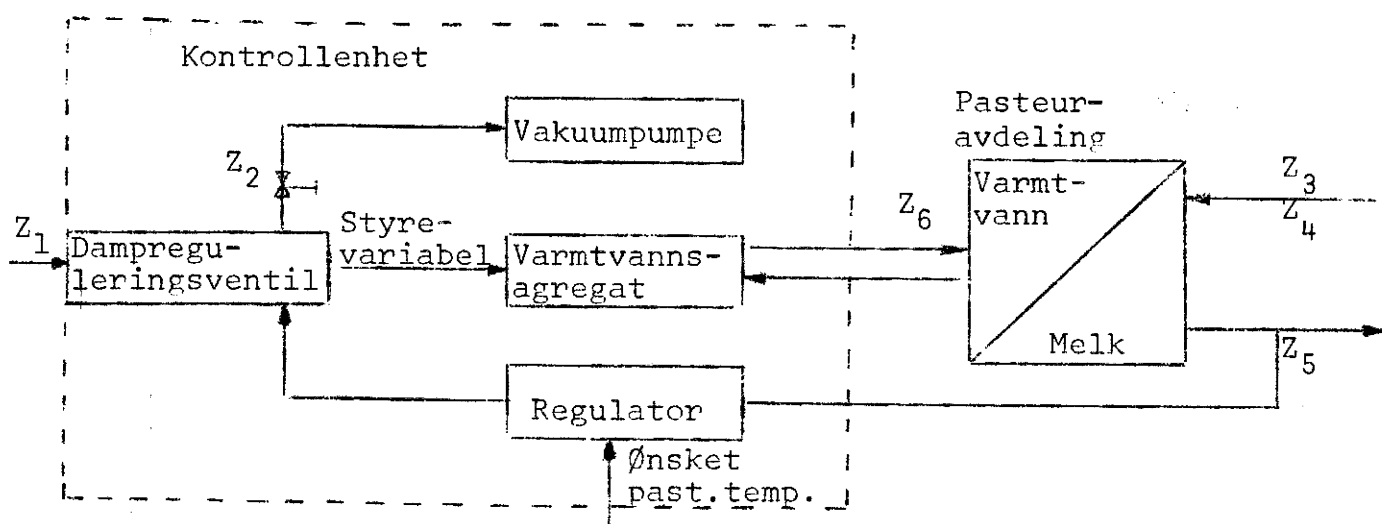 Kontrollenhet
Vakuumpumpe
Pasteur-
avdeling
Z2
Z1
Dampregu-
leringsventil
Styre-
variabel
Varmtvanns-
agregat
Z6
Varmt-
vann
Melk
Z3
Z4
Z5
Regulator
Ønsket
past.temp.